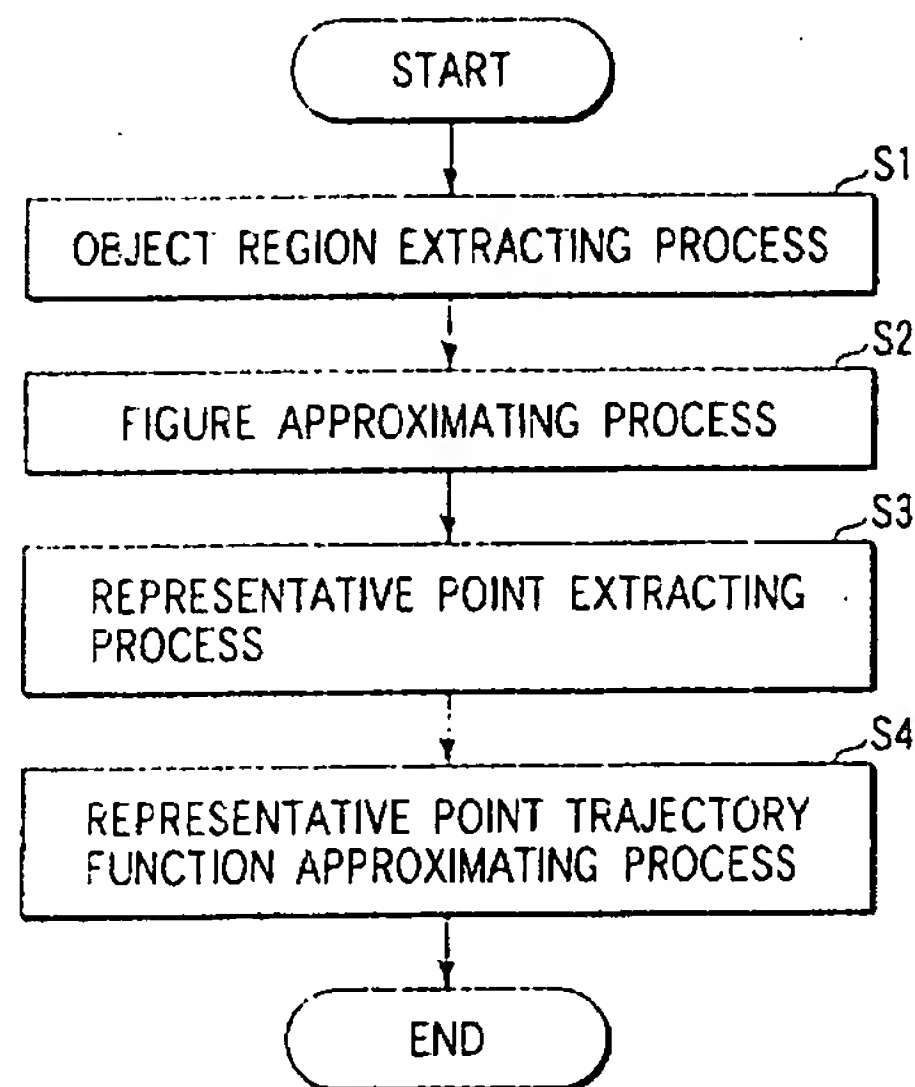 START
S1
OBJECT REGION EXTRACTING PROCESS
S2
FIGURE APPROXIMATING PROCESS
S3
REPRESENTATIVE POINT EXTRACTING
PROCESS
S4
REPRESENTATIVE POINT TRAJECTORY
FUNCTION APPROXIMATING PROCESS
END